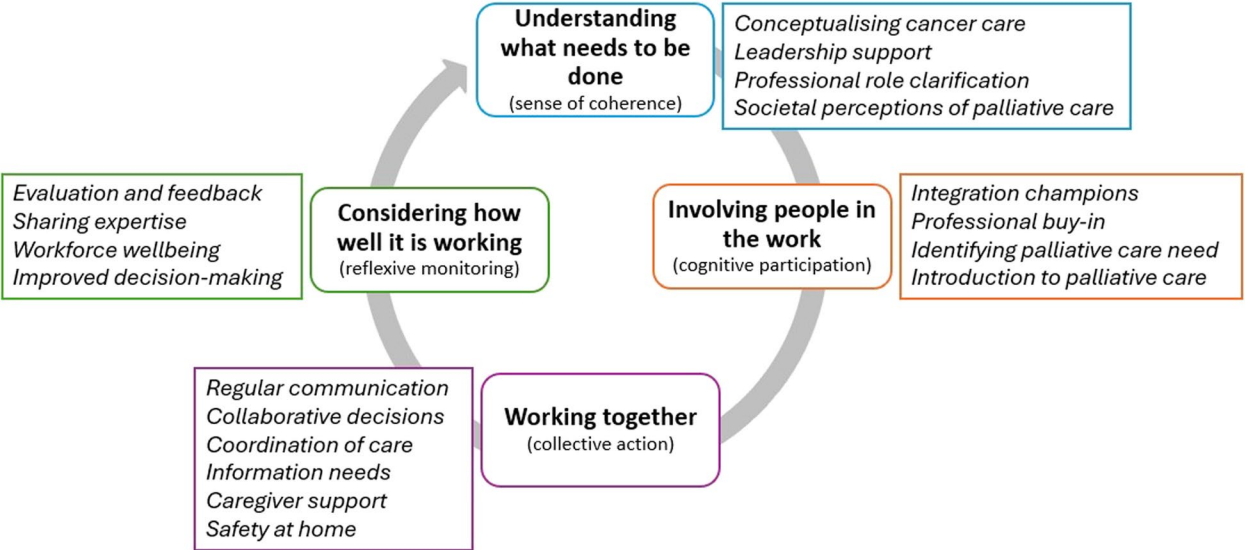 Understanding
what needs to be
done
(sense of coherence)
Conceptualising cancer care
Leadership support
Professional role clarification
Societal perceptions of palliative care
Involving people in
the work
(cognitive participation)
Integration champions
Professional buy-in
Identifying palliative care need
Introduction to palliative care
Working together
(collective action)
Regular communication
Collaborative decisions
Coordination of care
Information needs
Caregiver support
Safety at home
Considering how
well it is working
(reflexive monitoring)
Evaluation and feedback
Sharing expertise
Workforce wellbeing
Improved decision-making